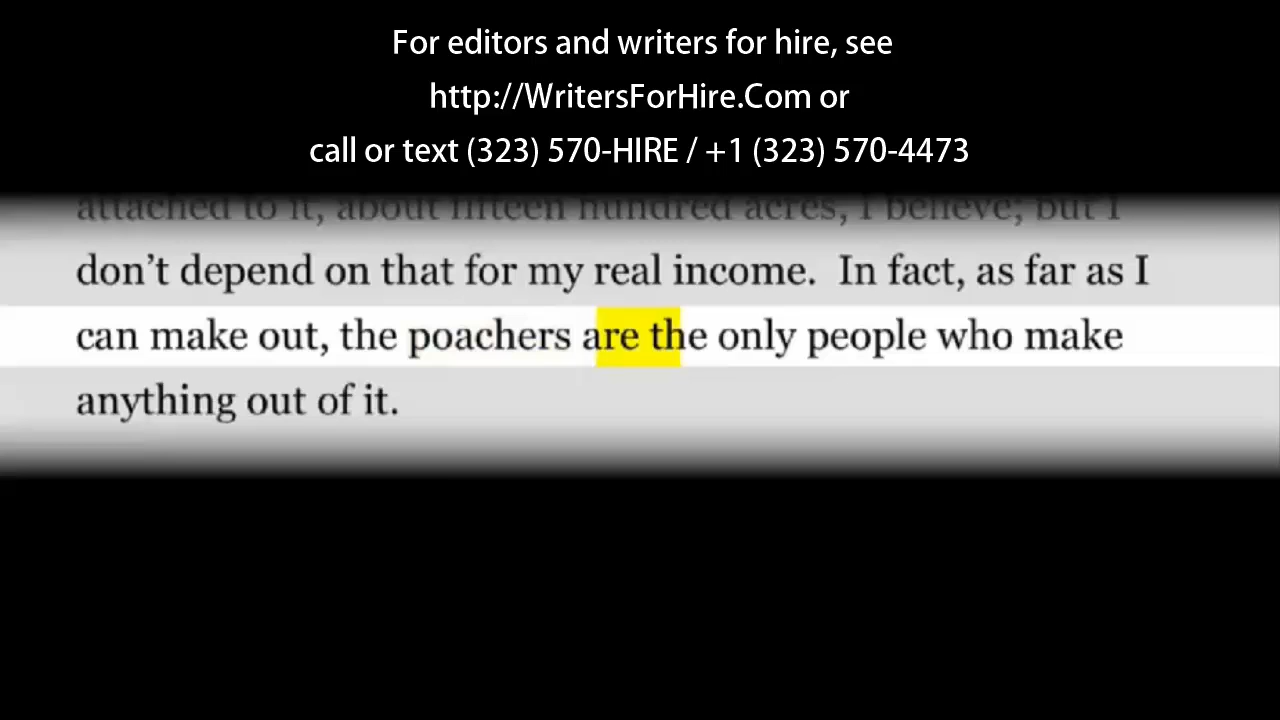 For editors and writers for hire, see
http://WritersForHire.Com or
call or text (323) 570-HIRE / +1 (323) 570-4473
attached to it, about fifteen hundred acres, I believe; but I
don’t depend on that for my real income.  In fact, as far as I
can make out, the poachers are the only people who make
anything out of it.